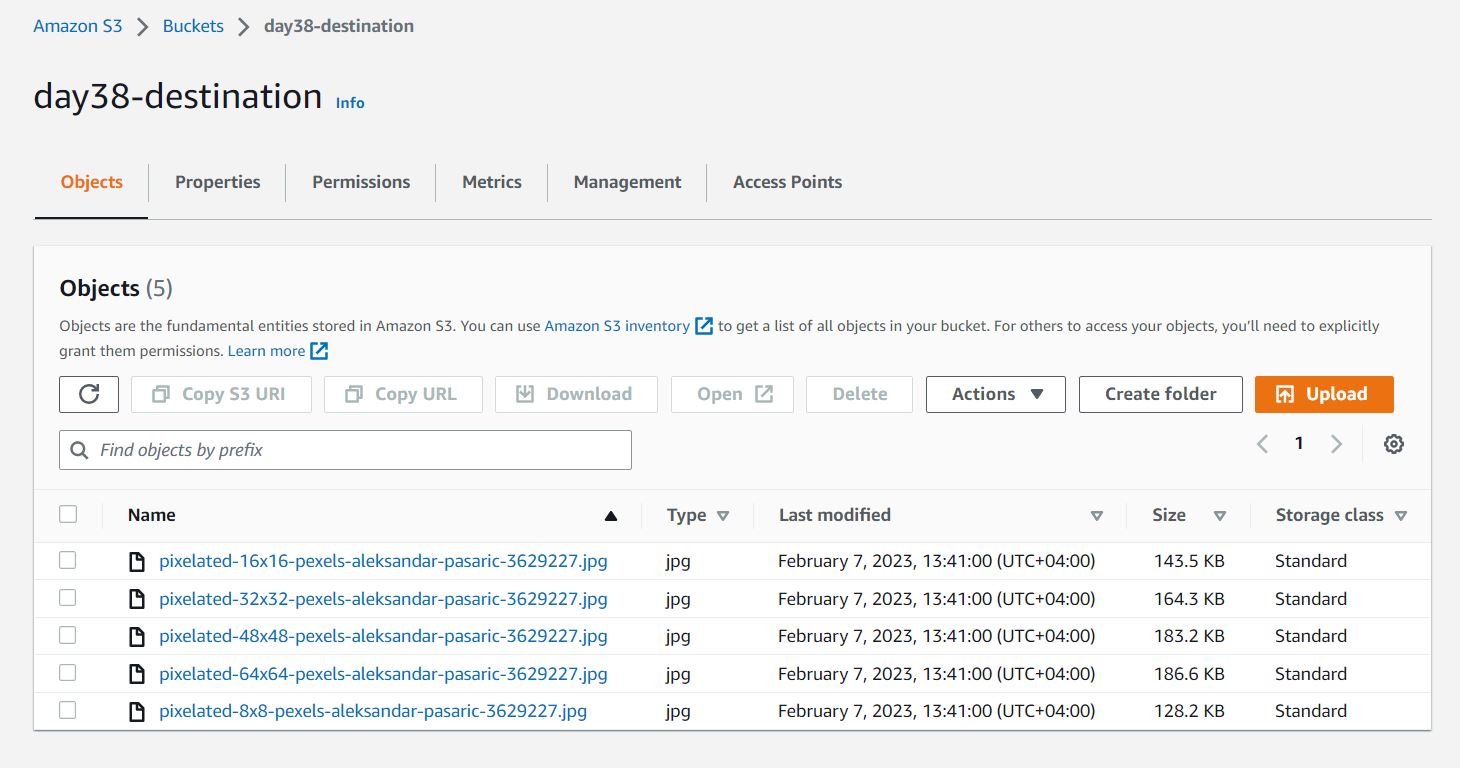 Amazon S3 > Buckets > day38-destination
day38-destination Info
Objects Properties Permissions Metrics Management Access Points
Objects (5)
Objects are the fundamental entities stored in Amazon S3. You can use Amazon S3 inventory to get a list of all objects in your bucket. For others to access your objects, you'll need to explicitly
grant them permissions. Learn more
Copy S3 URI Copy URL Download Open Delete Actions Create folder Upload
Find objects by prefix 1
Name Type Last modified Size Storage class
pixelated-16x16-pexels-aleksandar-pasaric-3629227.jpg jpg February 7, 2023, 13:41:00 (UTC+04:00) 143.5 KB Standard
pixelated-32x32-pexels-aleksandar-pasaric-3629227.jpg jpg February 7, 2023, 13:41:00 (UTC+04:00) 164.3 KB Standard
pixelated-48x48-pexels-aleksandar-pasaric-3629227.jpg jpg February 7, 2023, 13:41:00 (UTC+04:00) 183.2 KB Standard
pixelated-64x64-pexels-aleksandar-pasaric-3629227.jpg jpg February 7, 2023, 13:41:00 (UTC+04:00) 186.6 KB Standard
pixelated-8x8-pexels-aleksandar-pasaric-3629227.jpg jpg February 7, 2023, 13:41:00 (UTC+04:00) 128.2 KB Standard